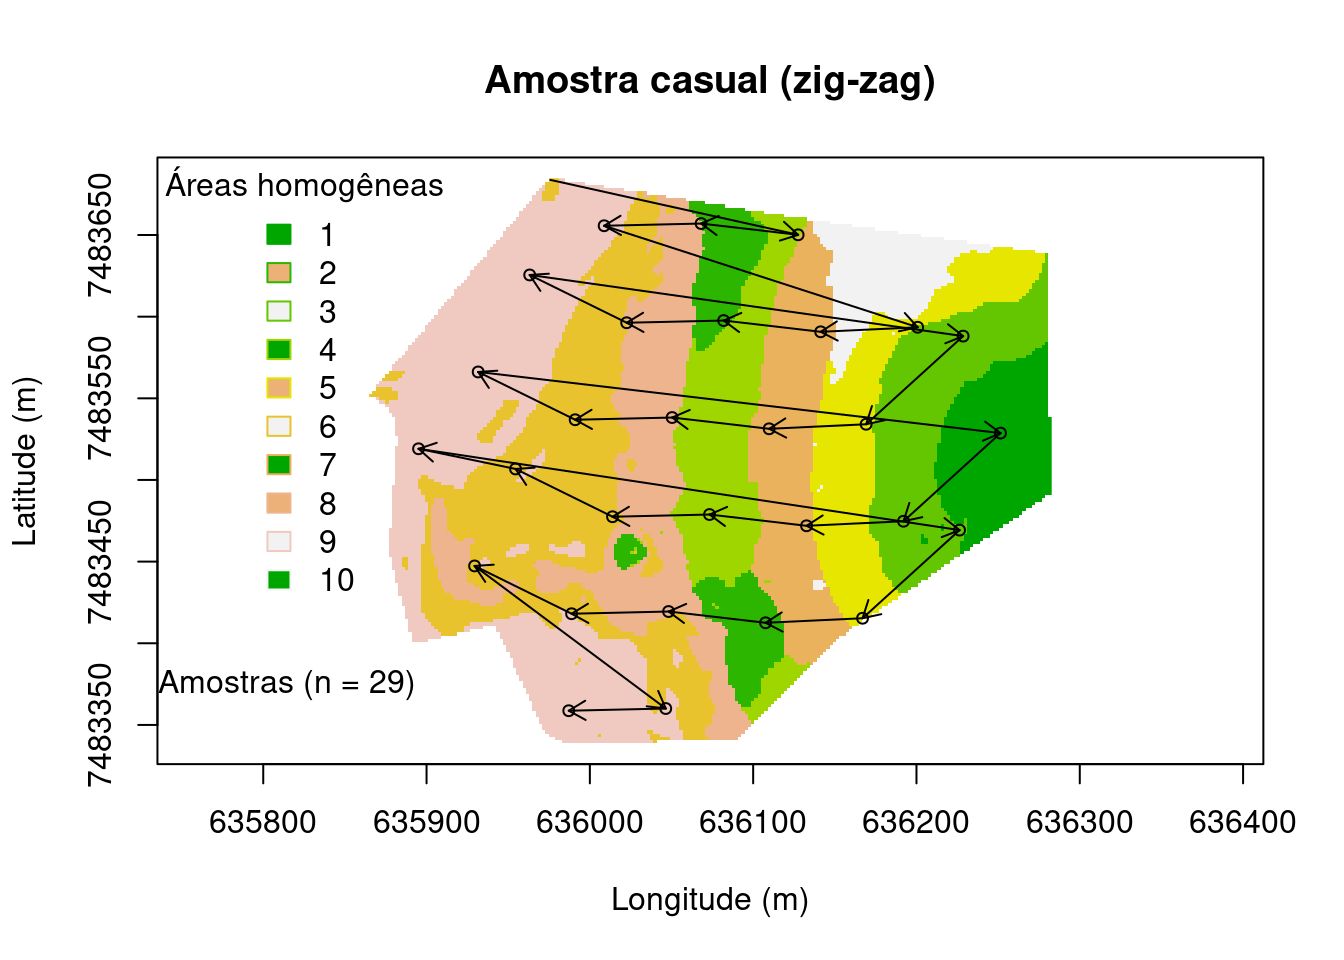 Amostra casual (zig-zag)
Áreas homogêneas
1
2
3
4
5
6
7
8
9
10
Amostras (n = 29)
7483650
7483550
7483450
7483350
Latitude (m)
635800 635900 636000 636100 636200 636300 636400
Longitude (m)